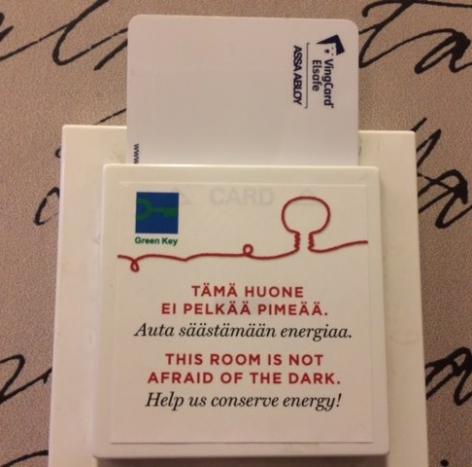 VingCard
Elsafe
ASSA ABLOY
www
CARD
Green Key
TÄMÄ HUONE
EI PELKÄÄ PIMEÄÄ.
Auta säästämään energiaa.
THIS ROOM IS NOT
AFRAID OF THE DARK.
Help us conserve energy!